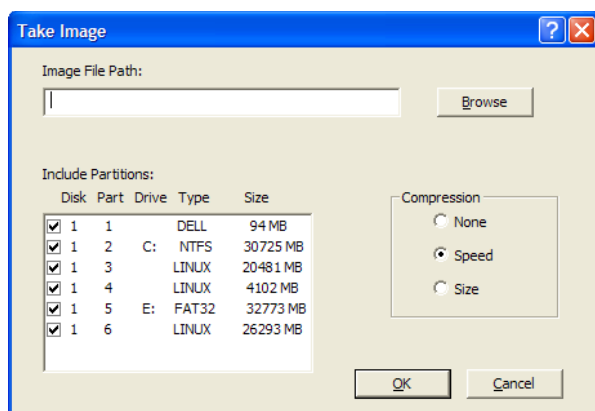 Take Image
Image File Path:
Browse
Include Partitions:
Disk Part Drive Type Size
1 1 DELL 94 MB
1 2 C: NTFS 30725 MB
1 3 LINUX 20481 MB
1 4 LINUX 4102 MB
1 5 E: FAT32 32773 MB
1 6 LINUX 26293 MB
Compression
None
Speed
Size
OK Cancel